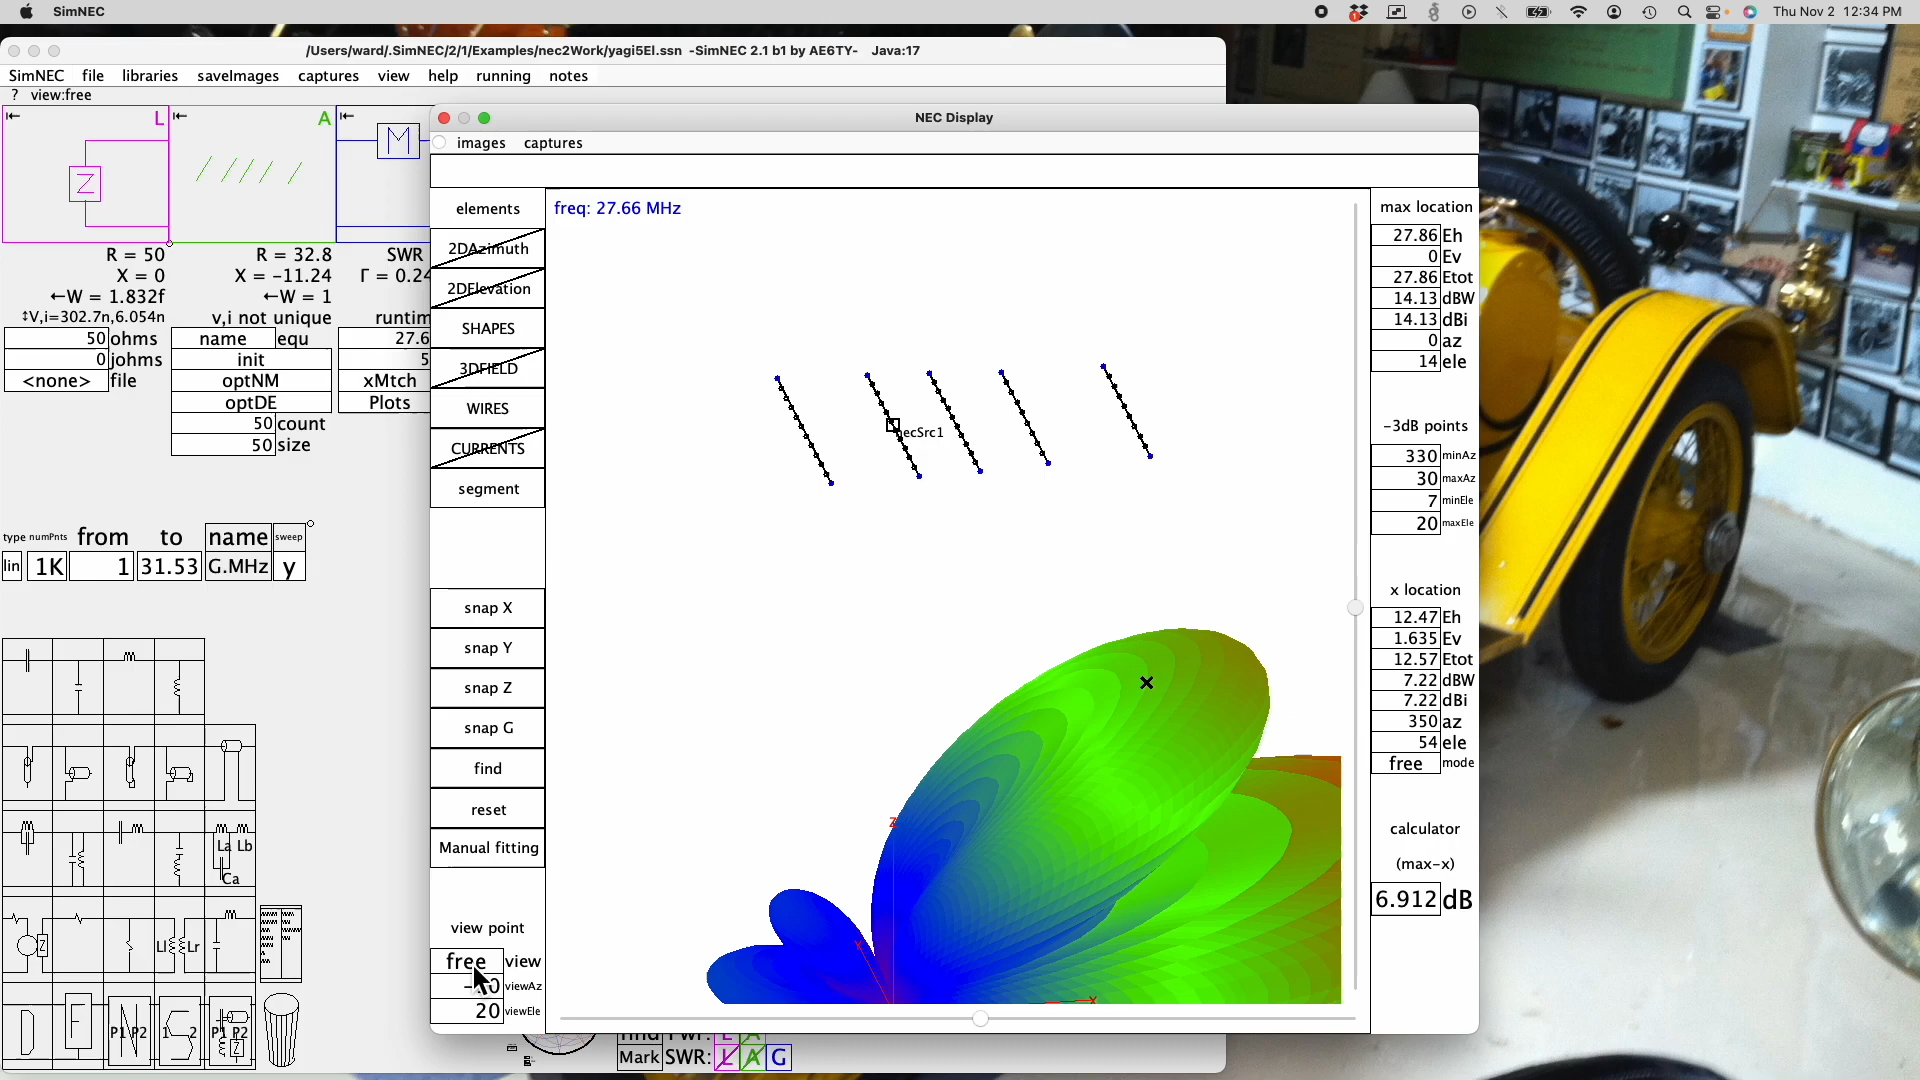 SimNEC
Thu Nov 2 12:34 PM
/Users/ward/.SimNEC/2/1/Examples/nec2Work/yagi5El.ssn -SimNEC 2.1 b1 by AE6TY- Java:17
SimNEC file libraries saveImages captures view help running notes
? view:free
L
A
M
Z
R = 50
X = 0
←W = 1.832f
↕V,i=302.7n,6.054n
50 ohms
0 johms
<none> file
R = 32.8
X = -11.24
←W = 1
v,i not unique
name equ
init
optNM
optDE
50 count
50 size
SWR
Γ = 0.24
runtim
27.6
5
xMtch
Plots
type numPnts from to name sweep
lin 1K 1 31.53 G.MHz y
La Lb
Ca
Z
Ll Lr
D F P1 P2 1 2 P1 P2
Z
NEC Display
images captures
elements
2DAzimuth
2DElevation
SHAPES
3DFIELD
WIRES
CURRENTS
segment
snap X
snap Y
snap Z
snap G
find
reset
Manual fitting
view point
free view
viewAz
20 viewEle
freq: 27.66 MHz
necSrc1
Z
Y
X
max location
27.86 Eh
0 Ev
27.86 Etot
14.13 dBW
14.13 dBi
0 az
14 ele
-3dB points
330 minAz
30 maxAz
7 minEle
20 maxEle
x location
12.47 Eh
1.635 Ev
12.57 Etot
7.22 dBW
7.22 dBi
350 az
54 ele
free mode
calculator
(max-x)
6.912 dB
Mark SWR: L A G